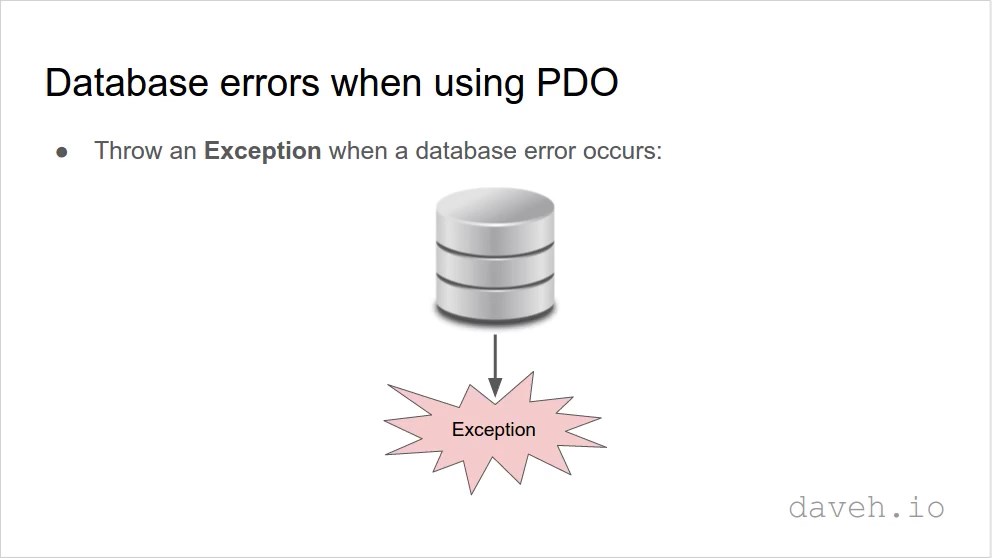 Database errors when using PDO
● Throw an Exception when a database error occurs:
Exception
daveh.io